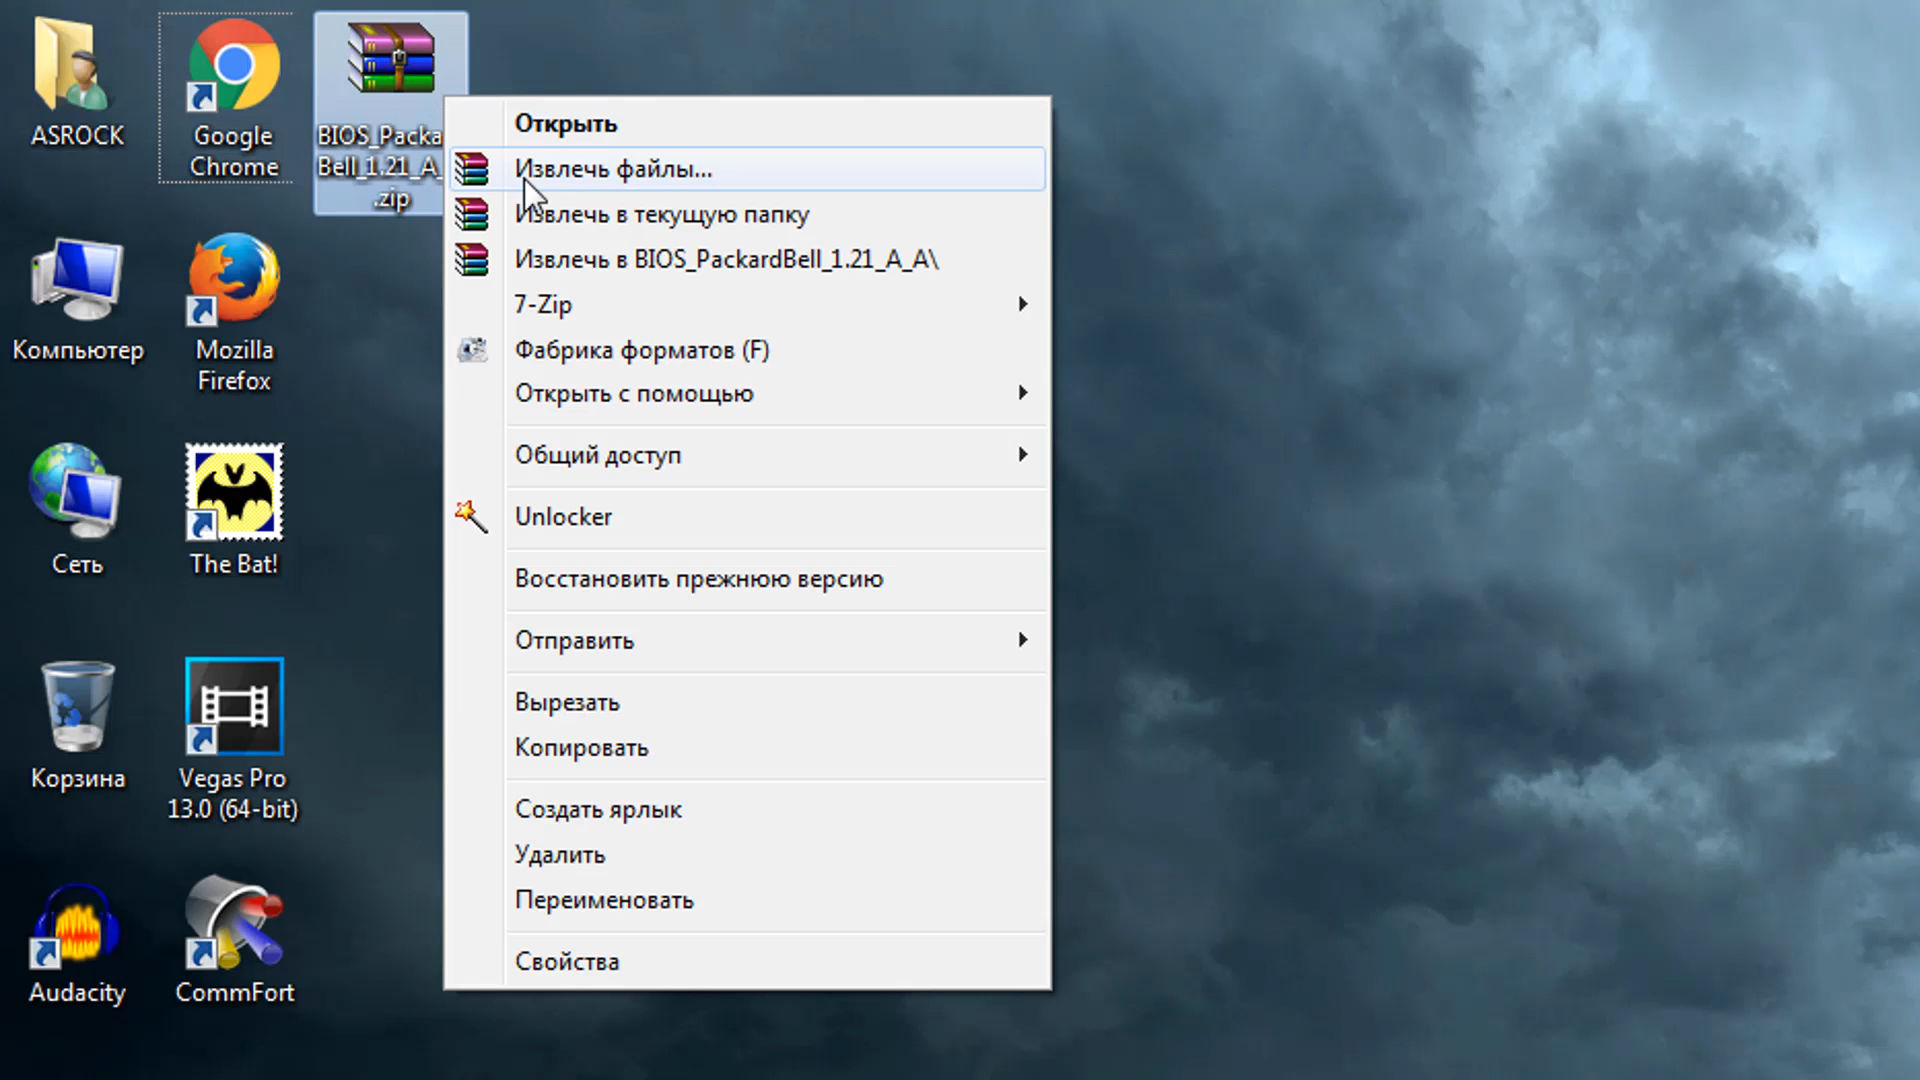 ASROCK
Google
Chrome
BIOS_Packa
Bell_1.21_A_
.zip
Компьютер
Mozilla
Firefox
Сеть
The Bat!
Корзина
Vegas Pro
13.0 (64-bit)
Audacity
CommFort
Открыть
Извлечь файлы...
Извлечь в текущую папку
Извлечь в BIOS_PackardBell_1.21_A_A\
7-Zip
Фабрика форматов (F)
Открыть с помощью
Общий доступ
Unlocker
Восстановить прежнюю версию
Отправить
Вырезать
Копировать
Создать ярлык
Удалить
Переименовать
Свойства